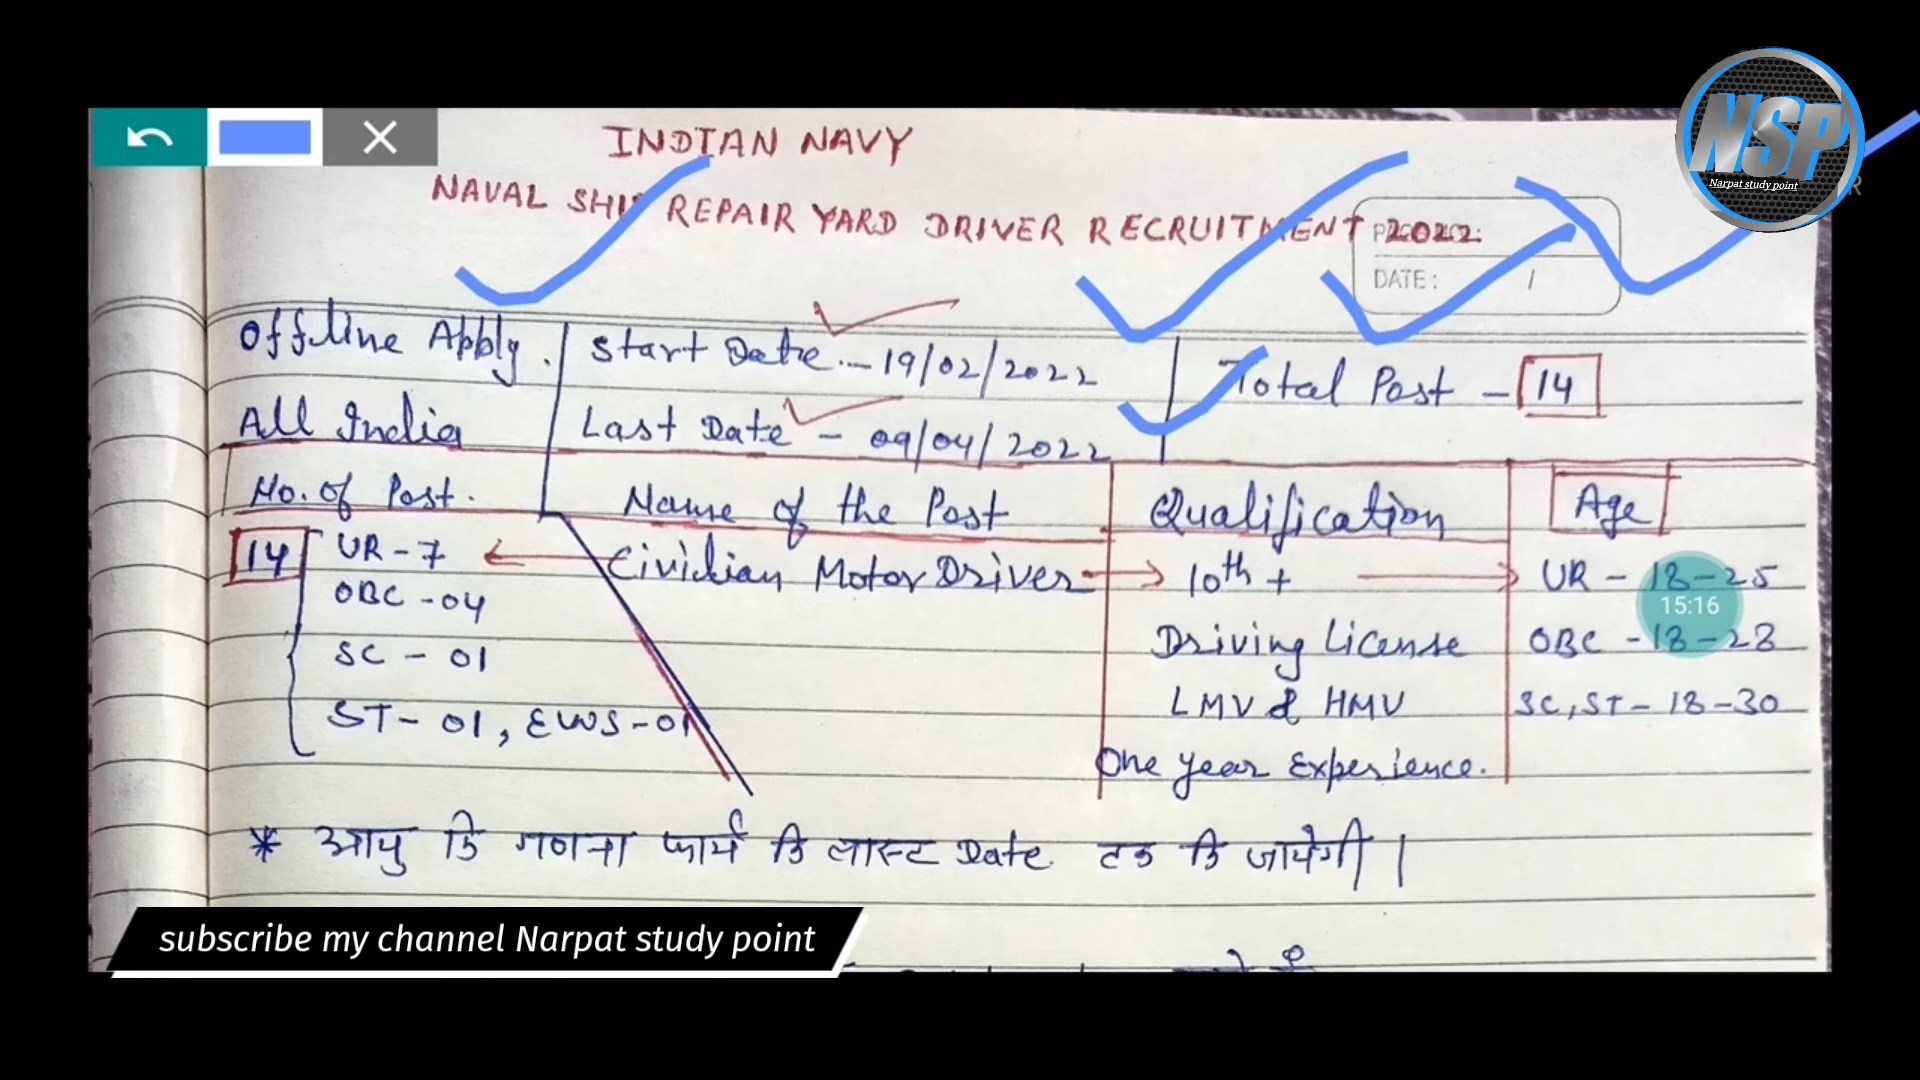 INDIAN NAVY
NAVAL SHIP REPAIR YARD DRIVER RECRUITMENT 2022
NSP
Narpat study point
DATE: /
Offline Apply.
Start Date - 19/02/2022
Total Post - 14
All India
Last Date - 09/04/2022
No. of Post.
Name of the Post
Qualification
Age
14
UR - 7
Civilian Motor Driver
10th +
UR - 18-25
15:16
OBC - 04
Driving License
OBC - 18-28
SC - 01
LMV & HMV
SC, ST - 18-30
ST - 01, EWS - 01
One year Experience.
* आयु कि गणना फार्म कि लास्ट Date तक कि जायेगी |
subscribe my channel Narpat study point